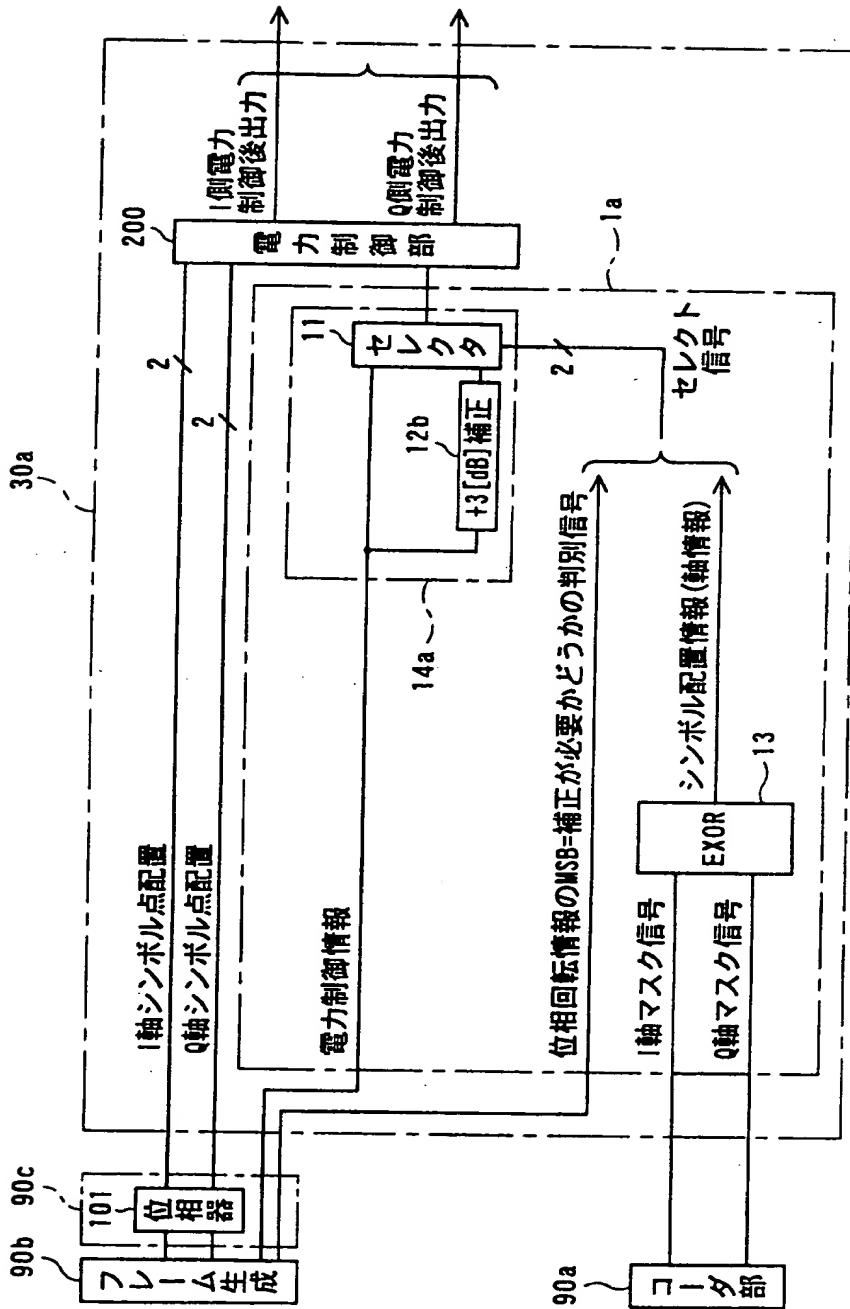 30a
90b
フレーム生成
90c
101
位相器
I軸シンボル点配置
Q軸シンボル点配置
2
2
200
電力制御部
I側電力
制御後出力
Q側電力
制御後出力
1a
電力制御情報
14a
11
セレクタ
12b
+3[dB]補正
2
セレクト
信号
位相回転情報のMSB=補正が必要かどうかの判別信号
シンボル配置情報(軸情報)
13
EXOR
I軸マスク信号
Q軸マスク信号
90a
コーダ部